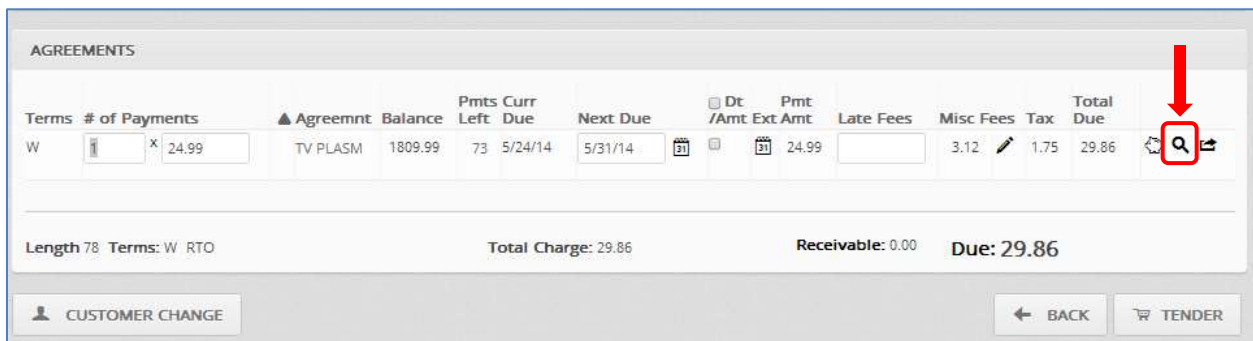 AGREEMENTS
Pmts Curr Dt Pmt Total
Terms # of Payments Agreemnt Balance Left Due Next Due /Amt Ext Amt Late Fees Misc Fees Tax Due
W 1 x 24.99 TV PLASM 1809.99 73 5/24/14 5/31/14 31 31 24.99 3.12 1.75 29.86
Length 78 Terms: W RTO Total Charge: 29.86 Receivable: 0.00 Due: 29.86
CUSTOMER CHANGE BACK TENDER